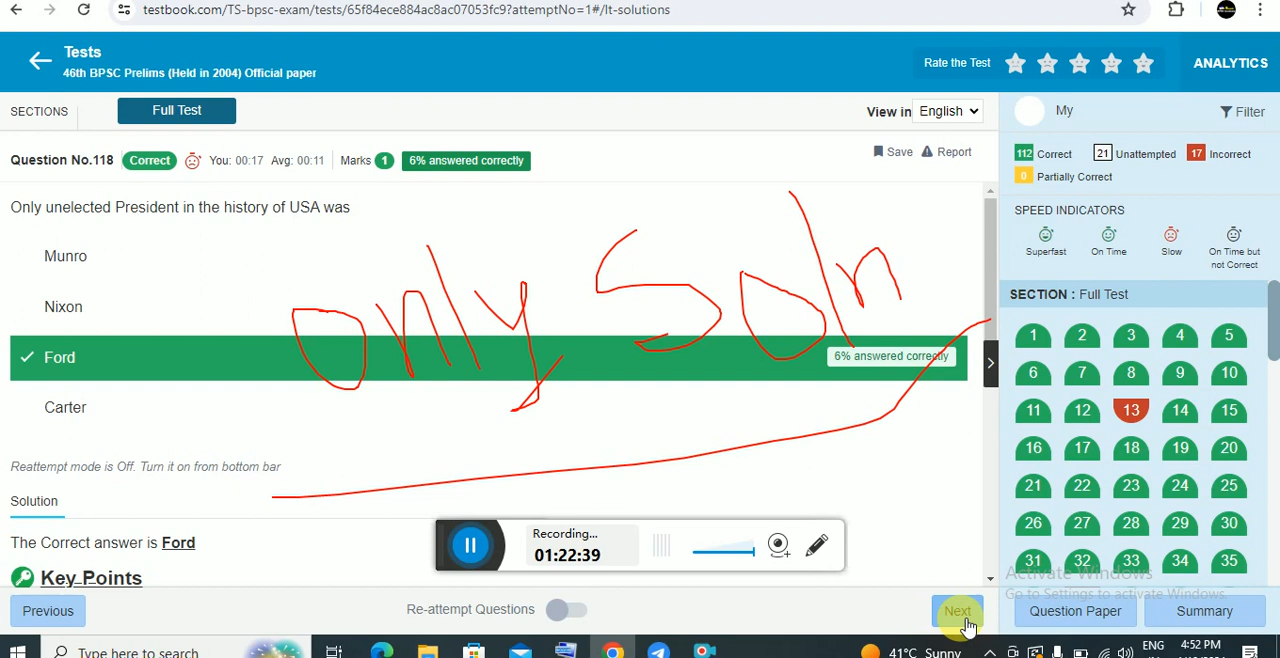 testbook.com/TS-bpsc-exam/tests/65f84ece884ac8ac07053fc9?attemptNo=1#/lt-solutions
Tests
46th BPSC Prelims (Held in 2004) Official paper
Rate the Test
ANALYTICS
SECTIONS
Full Test
View in English
My
Filter
Question No.118 Correct You: 00:17 Avg: 00:11 Marks 1 6% answered correctly
Save Report
112 Correct 21 Unattempted 17 Incorrect
0 Partially Correct
Only unelected President in the history of USA was
Munro
Nixon
Ford
6% answered correctly
Carter
only Soln
SPEED INDICATORS
Superfast On Time Slow On Time but not Correct
SECTION : Full Test
1 2 3 4 5
6 7 8 9 10
11 12 13 14 15
16 17 18 19 20
21 22 23 24 25
26 27 28 29 30
31 32 33 34 35
Reattempt mode is Off. Turn it on from bottom bar
Solution
The Correct answer is Ford
Key Points
Recording...
01:22:39
Activate Windows
Go to Settings to activate Windows.
Previous
Re-attempt Questions
Next
Question Paper
Summary
Type here to search
41°C Sunny
ENG
4:52 PM